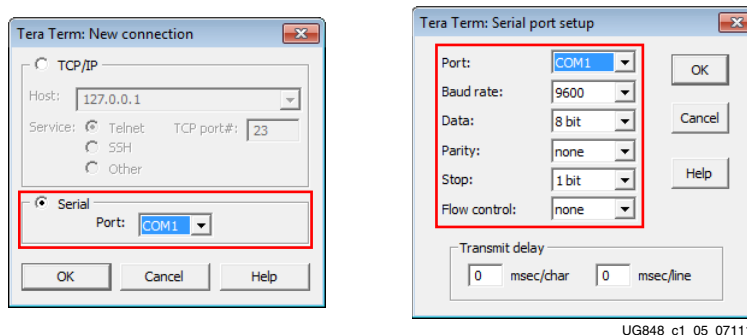 Tera Term: New connection
TCP/IP
Host: 127.0.0.1
Service: Telnet TCP port#: 23
SSH
Other
Serial
Port: COM1
OK Cancel Help
Tera Term: Serial port setup
Port: COM1
OK
Baud rate: 9600
Data: 8 bit
Cancel
Parity: none
Stop: 1 bit
Help
Flow control: none
Transmit delay
0 msec/char 0 msec/line